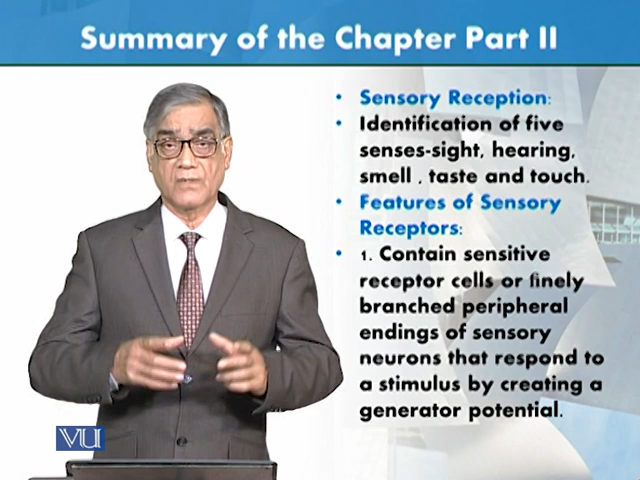 Summary of the Chapter Part II
• Sensory Reception:
• Identification of five
senses-sight, hearing,
smell , taste and touch.
• Features of Sensory
Receptors:
• 1. Contain sensitive
receptor cells or finely
branched peripheral
endings of sensory
neurons that respond to
a stimulus by creating a
generator potential.
VU